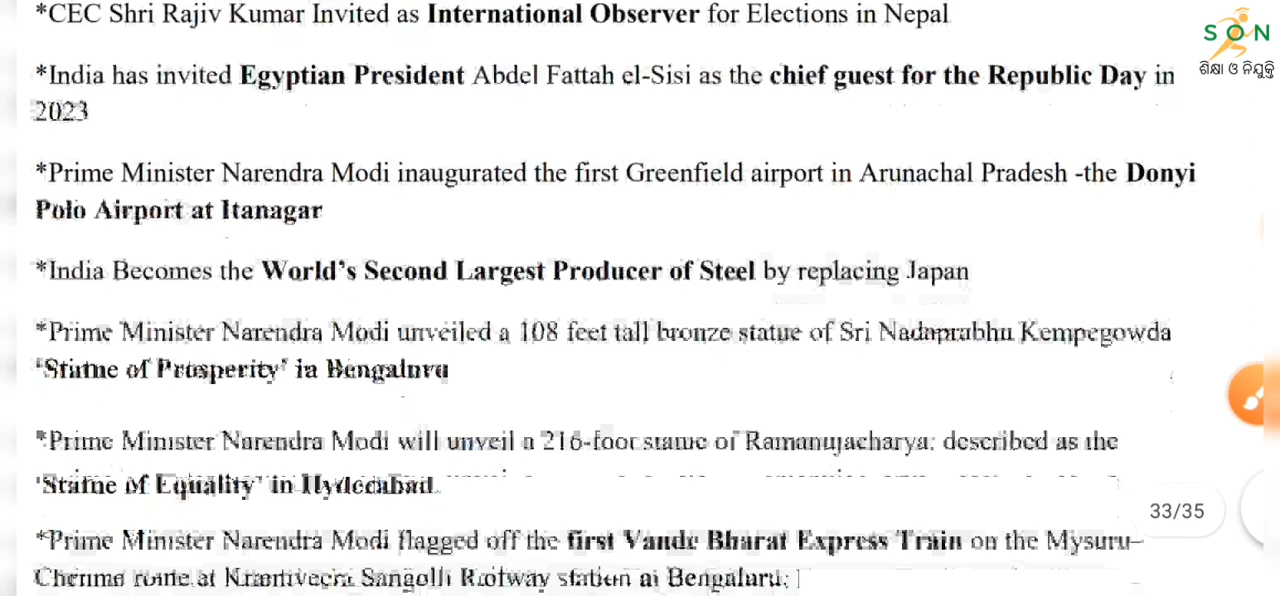 *CEC Shri Rajiv Kumar Invited as International Observer for Elections in Nepal
SON
ଶିକ୍ଷା ଓ ନିଯୁକ୍ତି
*India has invited Egyptian President Abdel Fattah el-Sisi as the chief guest for the Republic Day in
2023
*Prime Minister Narendra Modi inaugurated the first Greenfield airport in Arunachal Pradesh -the Donyi
Polo Airport at Itanagar
*India Becomes the World's Second Largest Producer of Steel by replacing Japan
*Prime Minister Narendra Modi unveiled a 108 feet tall bronze statue of Sri Nadaprabhu Kempegowda
'Statue of Prosperity' in Bengaluru
*Prime Minister Narendra Modi will unveil a 216-foot statue of Ramanujacharya, described as the
'Statue of Equality' in Hyderabad.
33/35
*Prime Minister Narendra Modi flagged off the first Vande Bharat Express Train on the Mysuru–
Chennai route at Sangolli station at Bengaluru.